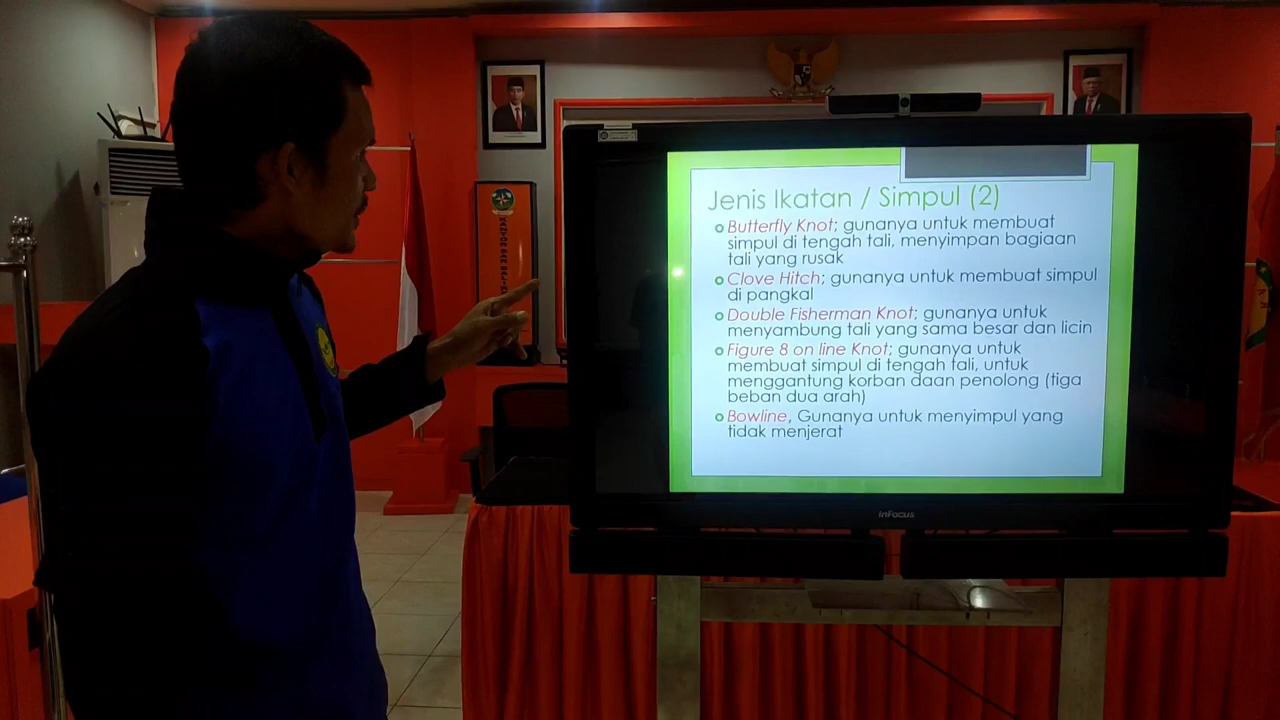 Jenis Ikatan / Simpul (2)
Butterfly Knot; gunanya untuk membuat
simpul di tengah tali, menyimpan bagiaan
tali yang rusak
Clove Hitch; gunanya untuk membuat simpul
di pangkal
Double Fisherman Knot; gunanya untuk
menyambung tali yang sama besar dan licin
Figure 8 on line Knot; gunanya untuk
membuat simpul di tengah tali, untuk
menggantung korban daan penolong (tiga
beban dua arah)
Bowline, Gunanya untuk menyimpul yang
tidak menjerat
InFocus